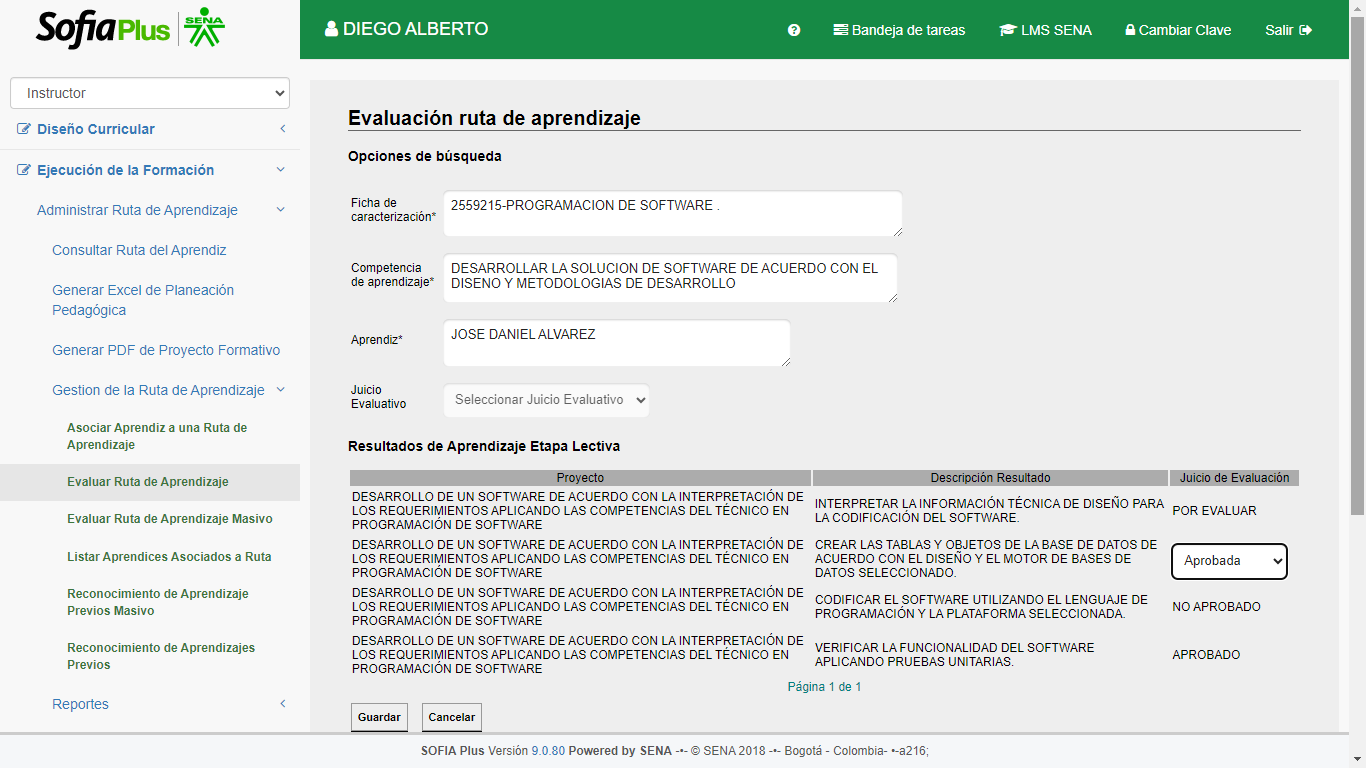 SofiaPlus SENA
DIEGO ALBERTO
Bandeja de tareas
LMS SENA
Cambiar Clave
Salir
Instructor
Diseño Curricular
Ejecución de la Formación
Administrar Ruta de Aprendizaje
Consultar Ruta del Aprendiz
Generar Excel de Planeación
Pedagógica
Generar PDF de Proyecto Formativo
Gestion de la Ruta de Aprendizaje
Asociar Aprendiz a una Ruta de
Aprendizaje
Evaluar Ruta de Aprendizaje
Evaluar Ruta de Aprendizaje Masivo
Listar Aprendices Asociados a Ruta
Reconocimiento de Aprendizaje
Previos Masivo
Reconocimiento de Aprendizajes
Previos
Reportes
Evaluación ruta de aprendizaje
Opciones de búsqueda
Ficha de
caracterización*
2559215-PROGRAMACION DE SOFTWARE .
Competencia
de aprendizaje*
DESARROLLAR LA SOLUCION DE SOFTWARE DE ACUERDO CON EL
DISENO Y METODOLOGIAS DE DESARROLLO
Aprendiz*
JOSE DANIEL ALVAREZ
Juicio
Evaluativo
Seleccionar Juicio Evaluativo
Resultados de Aprendizaje Etapa Lectiva
Proyecto
Descripción Resultado
Juicio de Evaluación
DESARROLLO DE UN SOFTWARE DE ACUERDO CON LA INTERPRETACIÓN DE
LOS REQUERIMIENTOS APLICANDO LAS COMPETENCIAS DEL TÉCNICO EN
PROGRAMACIÓN DE SOFTWARE
INTERPRETAR LA INFORMACIÓN TÉCNICA DE DISEÑO PARA
LA CODIFICACIÓN DEL SOFTWARE.
POR EVALUAR
DESARROLLO DE UN SOFTWARE DE ACUERDO CON LA INTERPRETACIÓN DE
LOS REQUERIMIENTOS APLICANDO LAS COMPETENCIAS DEL TÉCNICO EN
PROGRAMACIÓN DE SOFTWARE
CREAR LAS TABLAS Y OBJETOS DE LA BASE DE DATOS DE
ACUERDO CON EL DISEÑO Y EL MOTOR DE BASES DE
DATOS SELECCIONADO.
Aprobada
DESARROLLO DE UN SOFTWARE DE ACUERDO CON LA INTERPRETACIÓN DE
LOS REQUERIMIENTOS APLICANDO LAS COMPETENCIAS DEL TÉCNICO EN
PROGRAMACIÓN DE SOFTWARE
CODIFICAR EL SOFTWARE UTILIZANDO EL LENGUAJE DE
PROGRAMACIÓN Y LA PLATAFORMA SELECCIONADA.
NO APROBADO
DESARROLLO DE UN SOFTWARE DE ACUERDO CON LA INTERPRETACIÓN DE
LOS REQUERIMIENTOS APLICANDO LAS COMPETENCIAS DEL TÉCNICO EN
PROGRAMACIÓN DE SOFTWARE
VERIFICAR LA FUNCIONALIDAD DEL SOFTWARE
APLICANDO PRUEBAS UNITARIAS.
APROBADO
Página 1 de 1
Guardar
Cancelar
SOFIA Plus Versión 9.0.80 Powered by SENA -•- © SENA 2018 -•- Bogotá - Colombia- •-a216;